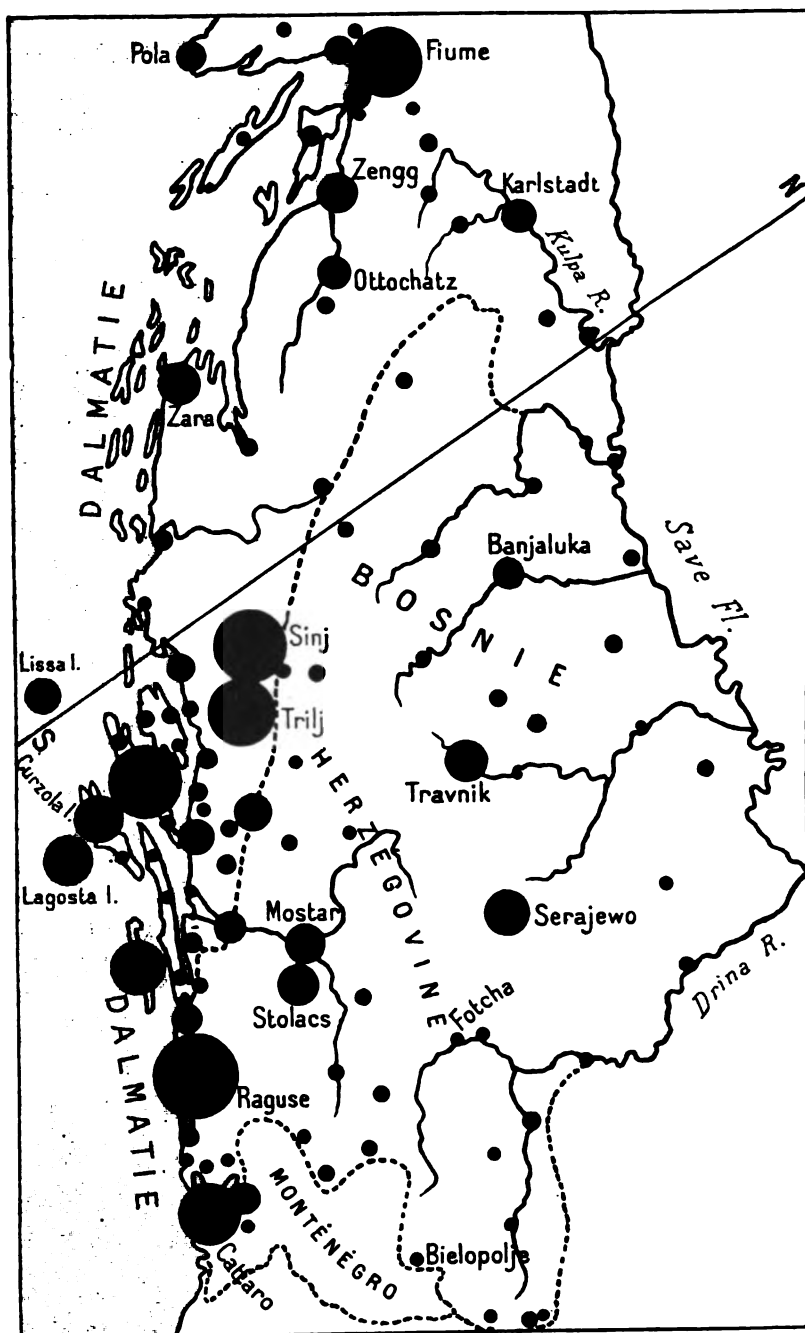 Pola
Fiume
Zengg
Karlstadt
N
Kulpa R.
Ottochatz
DALMATIE
Zara
Save Fl.
Banjaluka
BOSNIE
Sinj
Lissa I.
Trilj
S
Curzola I.
HERZEGOVINE
Travnik
Lagosta I.
Mostar
Serajewo
Drina R.
Stolacs
Fotcha
DALMATIE
Raguse
MONTÉNÉGRO
Bielopolje
Cattaro